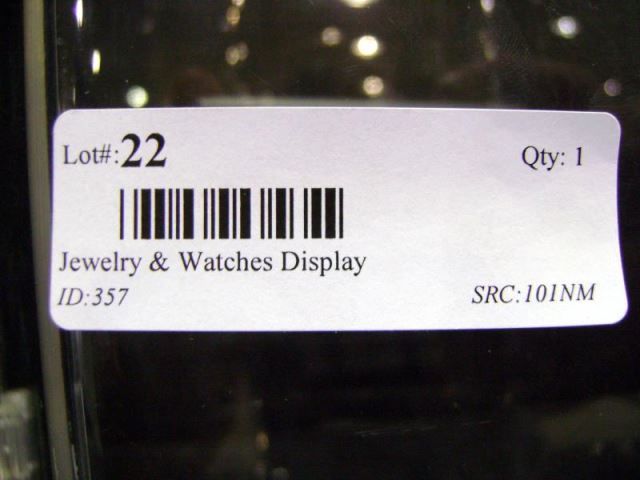 Lot#:22 Qty: 1
Jewelry & Watches Display
ID:357 SRC:101NM